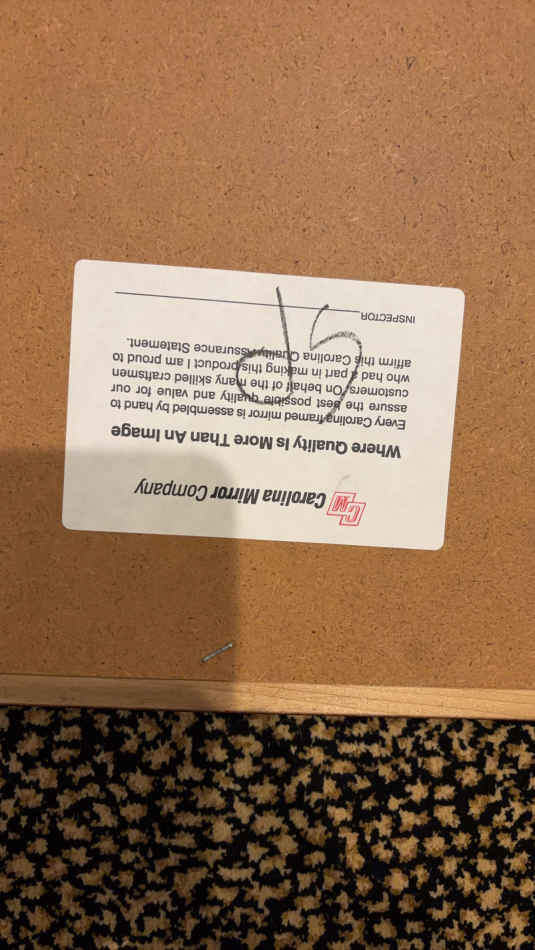 CM Carolina Mirror Company
Where Quality Is More Than An Image
Every Carolina framed mirror is assembled by hand to
assure the best possible quality and value for our
customers. On behalf of the many skilled craftsmen
who had a part in making this product I am proud to
affirm this Carolina Quality Assurance Statement.
INSPECTOR